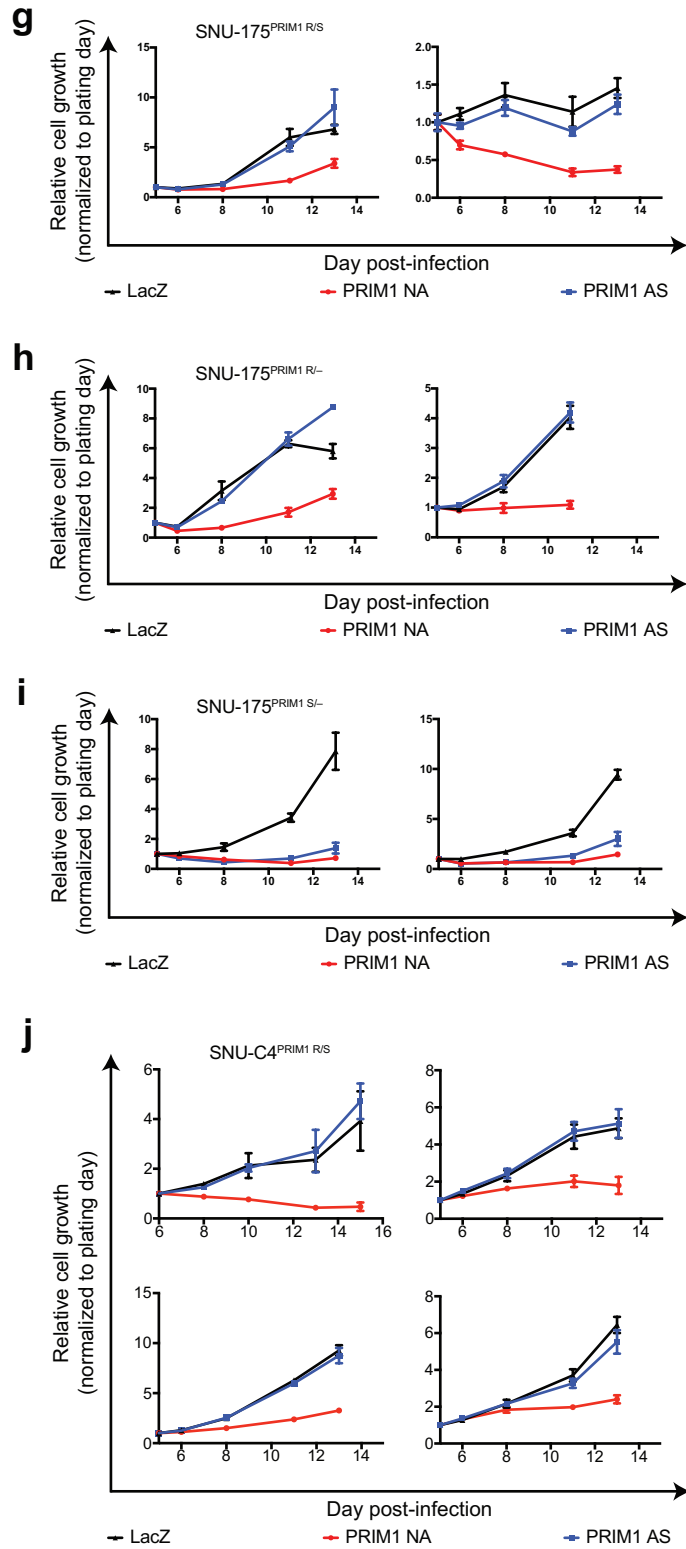 g
SNU-175PRIM1 R/S
Relative cell growth
(normalized to plating day)
15
10
5
0
6 8 10 12 14
2.0
1.5
1.0
0.5
0.0
6 8 10 12 14
Day post-infection
LacZ PRIM1 NA PRIM1 AS
h
SNU-175PRIM1 R/–
Relative cell growth
(normalized to plating day)
10
8
6
4
2
0
6 8 10 12 14
5
4
3
2
1
0
6 8 10 12 14
Day post-infection
LacZ PRIM1 NA PRIM1 AS
i
SNU-175PRIM1 S/–
Relative cell growth
(normalized to plating day)
10
8
6
4
2
0
6 8 10 12 14
15
10
5
0
6 8 10 12 14
Day post-infection
LacZ PRIM1 NA PRIM1 AS
j
SNU-C4PRIM1 R/S
Relative cell growth
(normalized to plating day)
6
4
2
0
6 8 10 12 14 16
8
6
4
2
0
6 8 10 12 14
15
10
5
0
6 8 10 12 14
8
6
4
2
0
6 8 10 12 14
Day post-infection
LacZ PRIM1 NA PRIM1 AS